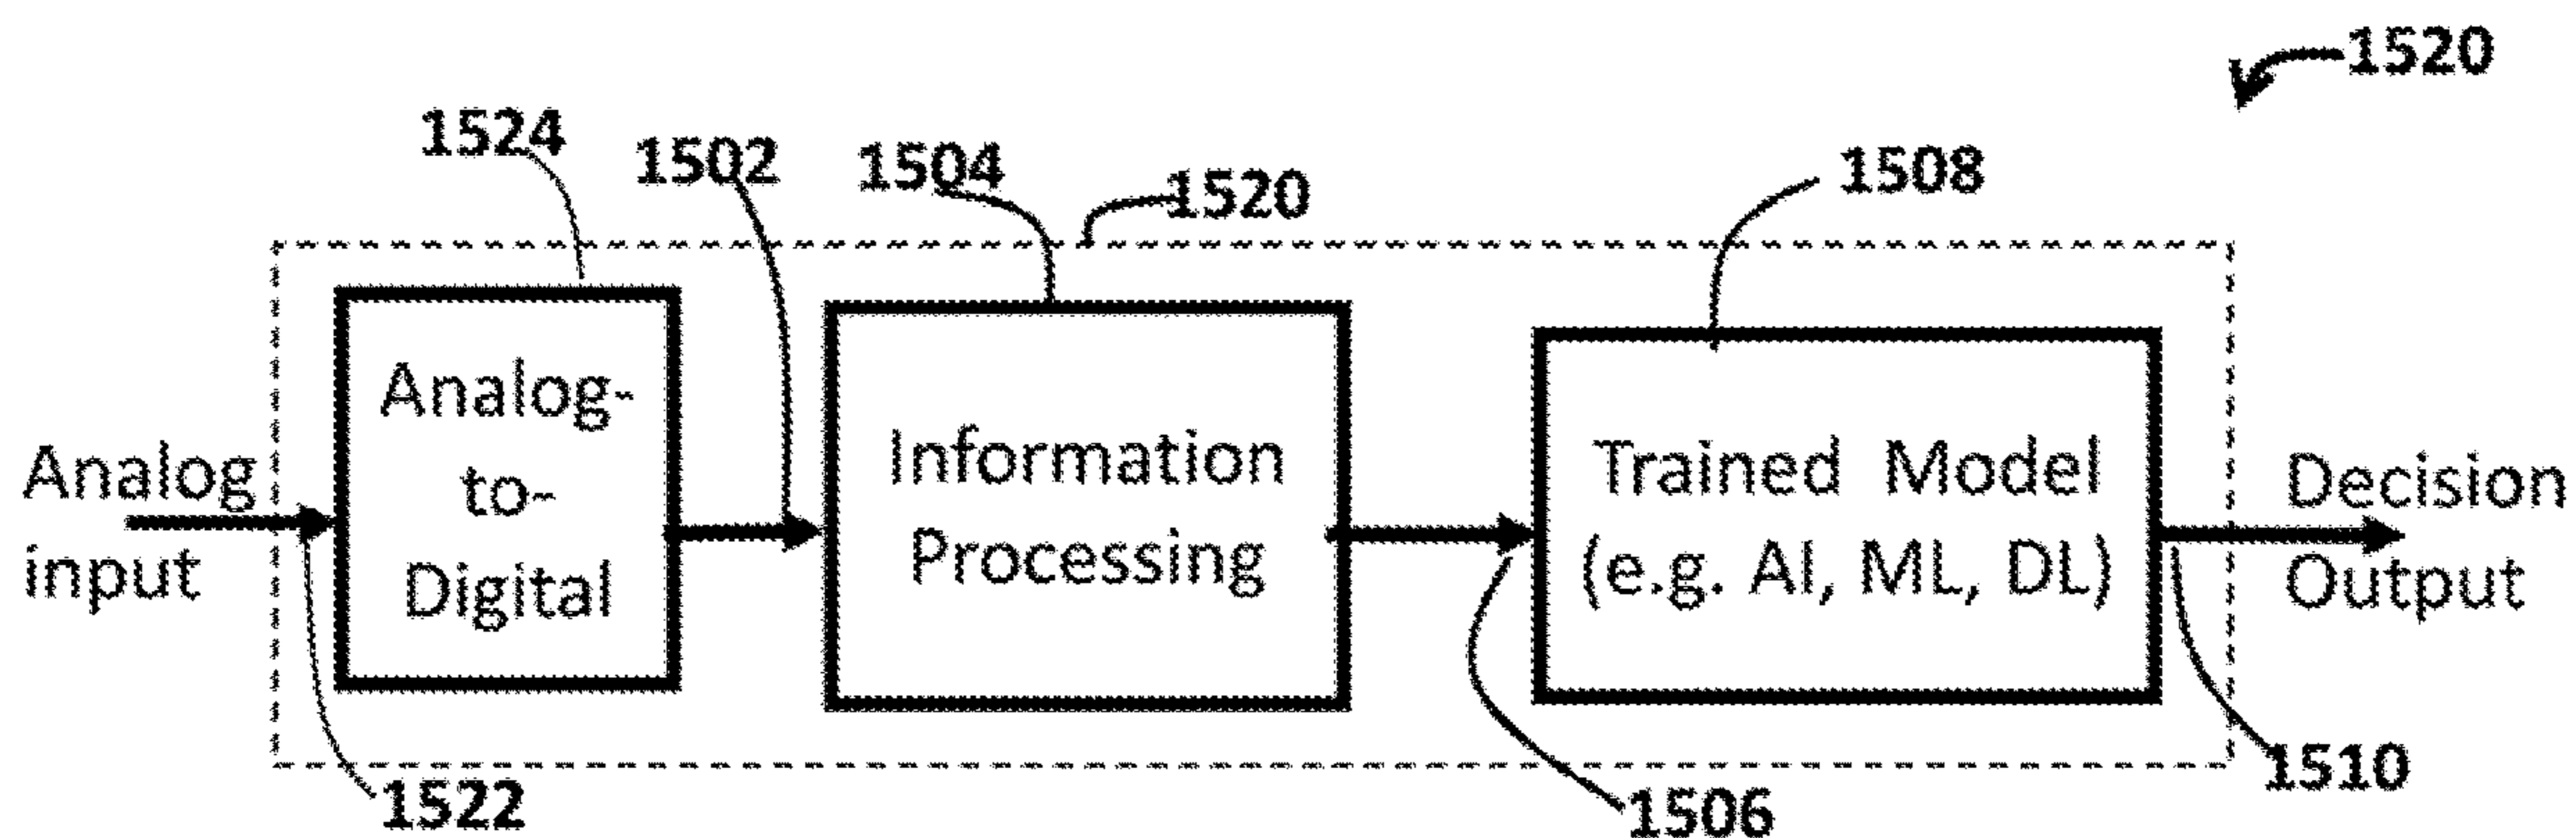 1520
1524
1502
1504
1520
1508
Analog
input
Analog-
to-
Digital
Information
Processing
Trained Model
(e.g. AI, ML, DL)
Decision
Output
1522
1506
1510